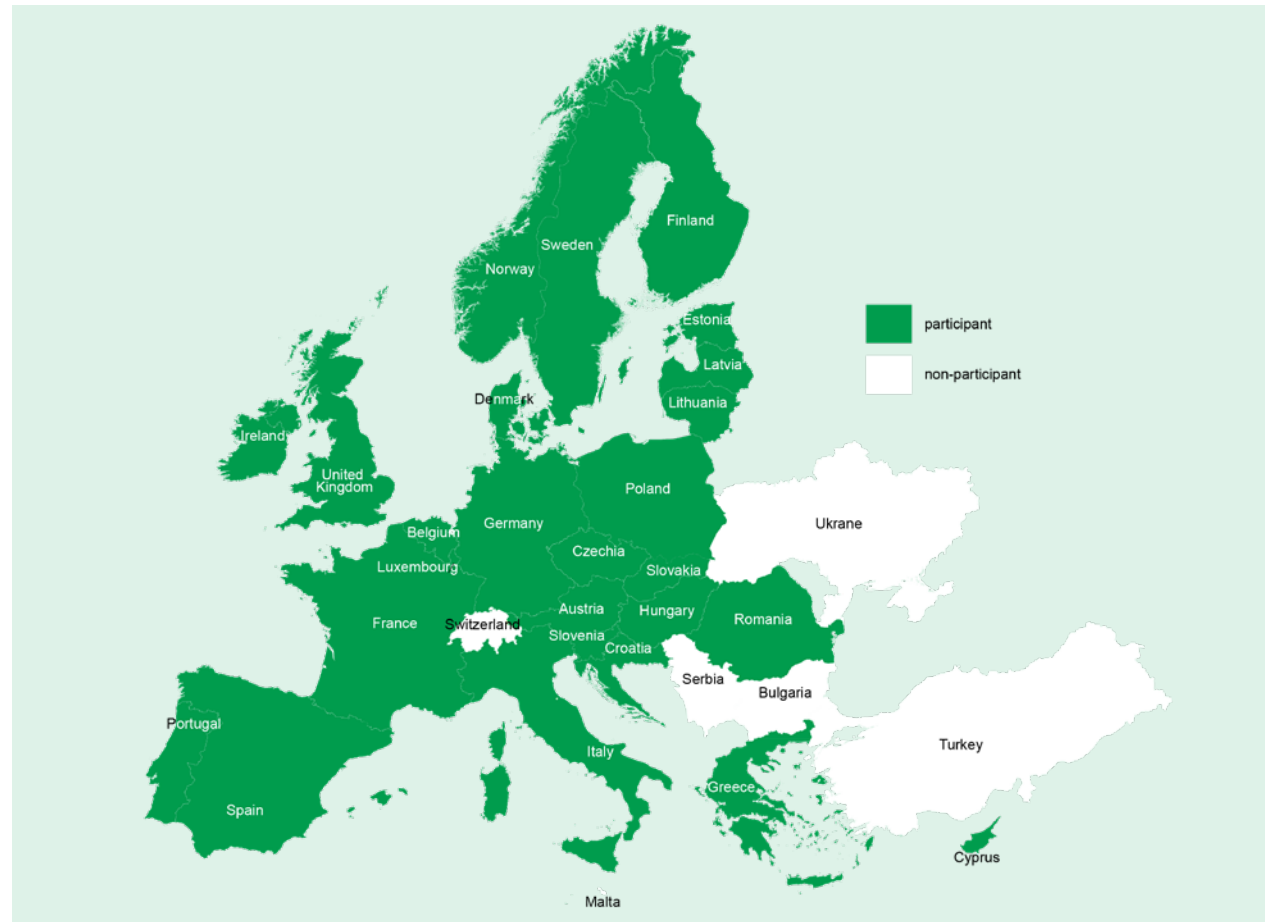 Finland
Sweden
Norway
Estonia
participant
Latvia
non-participant
Denmark
Lithuania
Ireland
United
Kingdom
Poland
Germany
Ukrane
Belgium
Czechia
Luxembourg
Slovakia
Austria
Hungary
France
Switzerland
Romania
Slovenia
Croatia
Serbia
Bulgaria
Portugal
Italy
Turkey
Greece
Spain
Cyprus
Malta